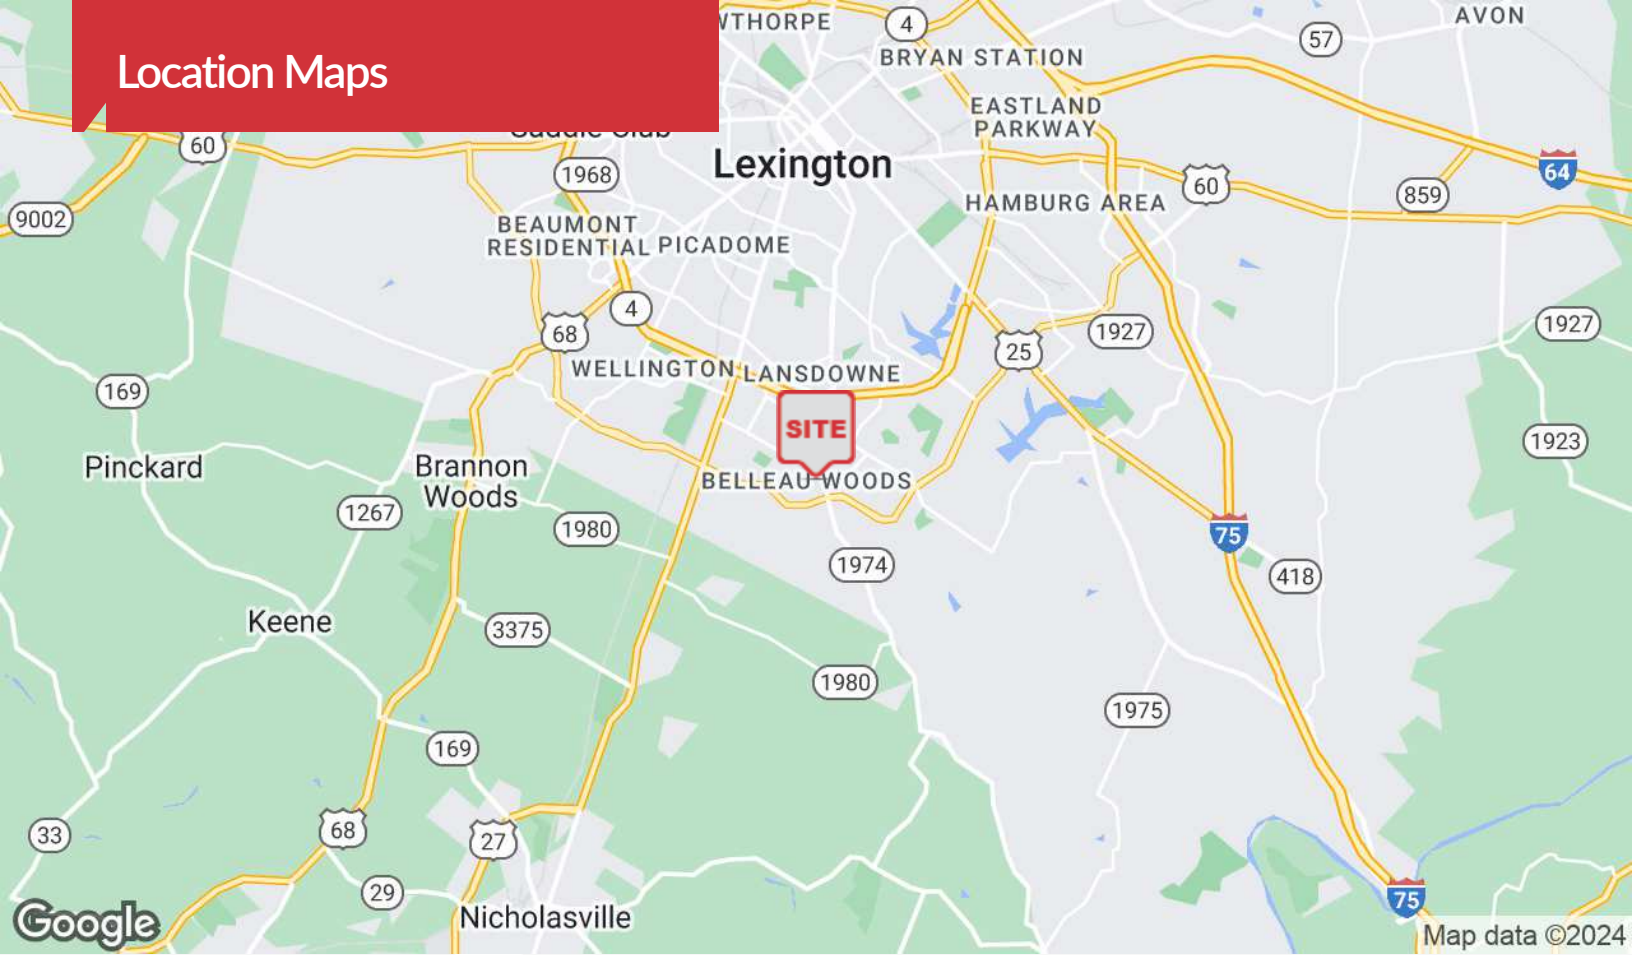 Location Maps
WTHORPE
4
AVON
57
BRYAN STATION
EASTLAND
PARKWAY
60
1968
Lexington
64
60
859
9002
HAMBURG AREA
BEAUMONT
RESIDENTIAL
PICADOME
4
68
1927
1927
25
WELLINGTON
LANSDOWNE
169
SITE
1923
Pinckard
Brannon
Woods
BELLEAU WOODS
1267
1980
75
1974
418
Keene
3375
1980
1975
169
33
68
27
29
75
Google
Nicholasville
Map data ©2024